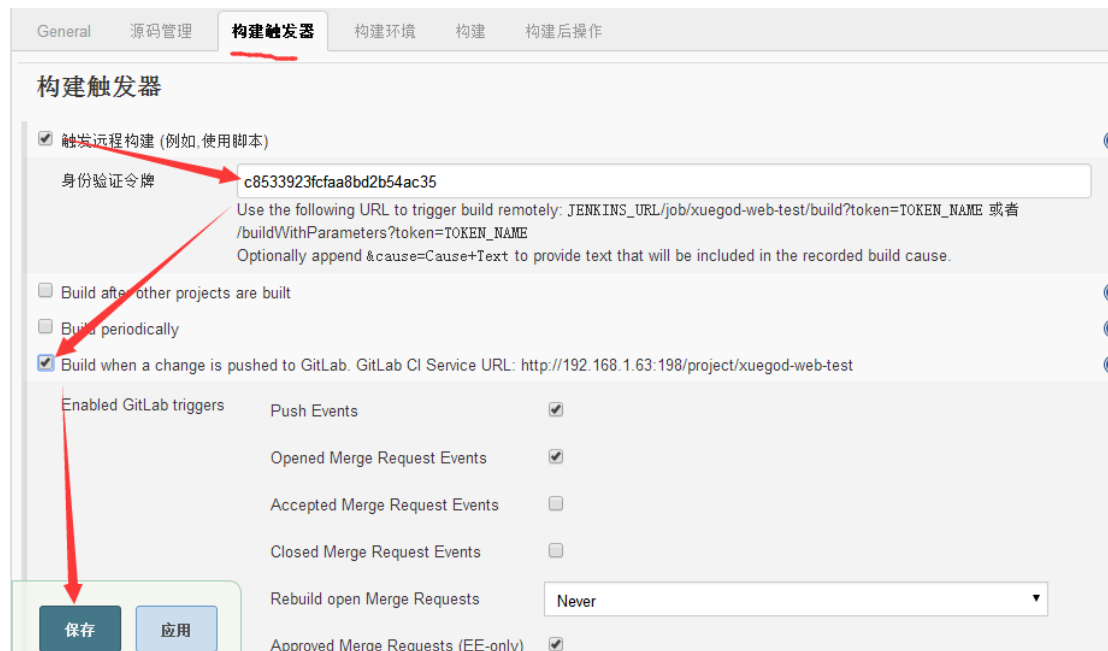 General 源码管理 构建触发器 构建环境 构建 构建后操作
构建触发器
触发远程构建 (例如,使用脚本)
身份验证令牌 c8533923fcfaa8bd2b54ac35
Use the following URL to trigger build remotely: JENKINS_URL/job/xuegod-web-test/build?token=TOKEN_NAME 或者
/buildWithParameters?token=TOKEN_NAME
Optionally append &cause=Cause+Text to provide text that will be included in the recorded build cause.
Build after other projects are built
Build periodically
Build when a change is pushed to GitLab. GitLab CI Service URL: http://192.168.1.63:198/project/xuegod-web-test
Enabled GitLab triggers Push Events
Opened Merge Request Events
Accepted Merge Request Events
Closed Merge Request Events
Rebuild open Merge Requests Never
保存 应用 Approved Merge Requests (EE-only)